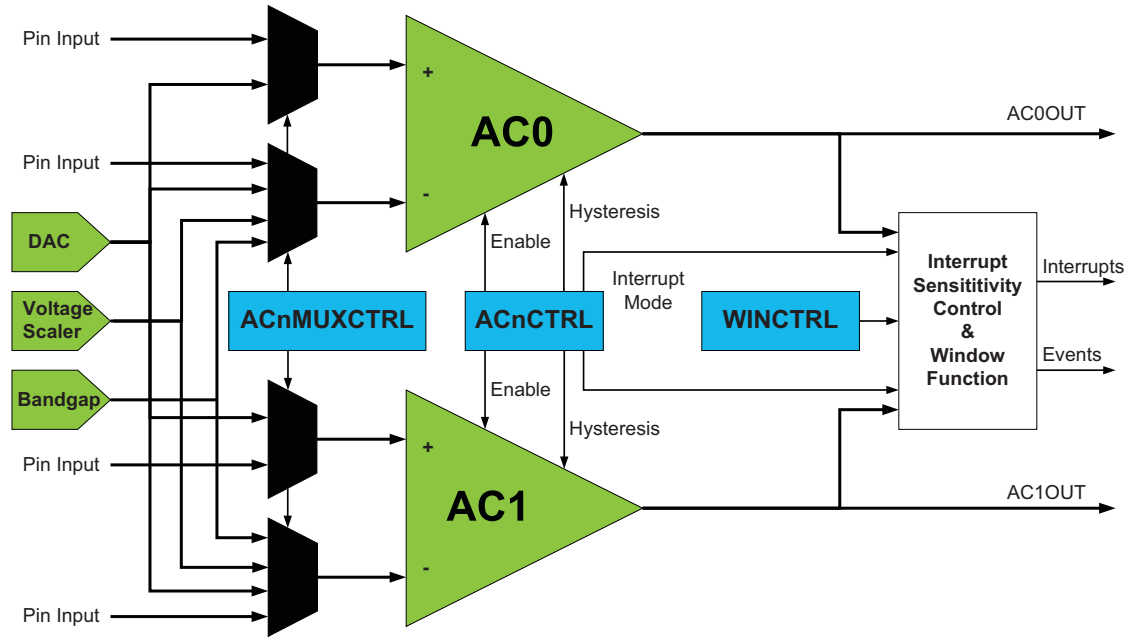 Pin Input
+
AC0
AC0OUT
Pin Input
-
Hysteresis
Enable
DAC
Interrupt
Mode
Interrupt
Sensititivity
Control
&
Window
Function
Interrupts
Events
Voltage
Scaler
ACnMUXCTRL
ACnCTRL
WINCTRL
Bandgap
Enable
Hysteresis
Pin Input
+
AC1
AC1OUT
-
Pin Input